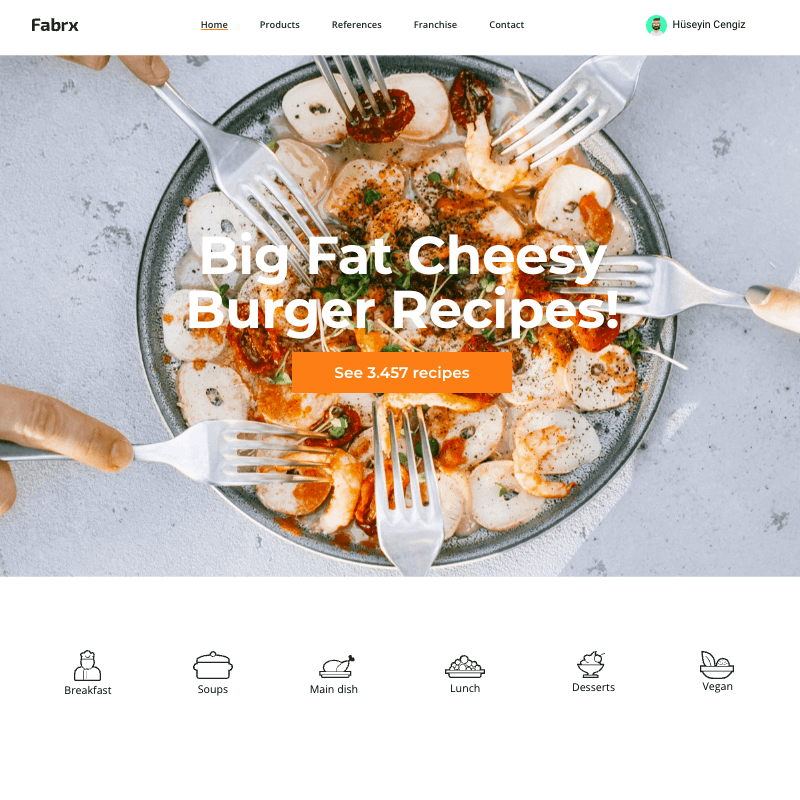 Fabrx
Home Products References Franchise Contact
Hüseyin Cengiz
Big Fat Cheesy
Burger Recipes!
See 3.457 recipes
Breakfast
Soups
Main dish
Lunch
Desserts
Vegan